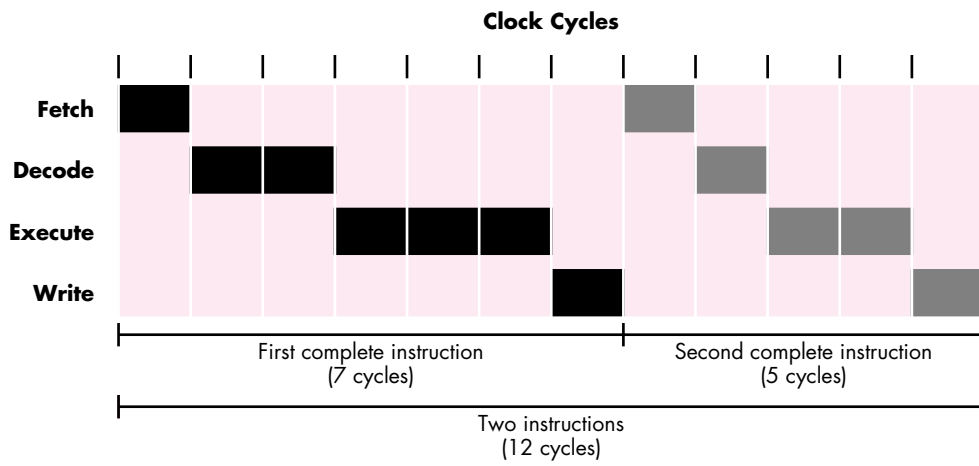 Clock Cycles
Fetch
Decode
Execute
Write
First complete instruction
(7 cycles)
Second complete instruction
(5 cycles)
Two instructions
(12 cycles)